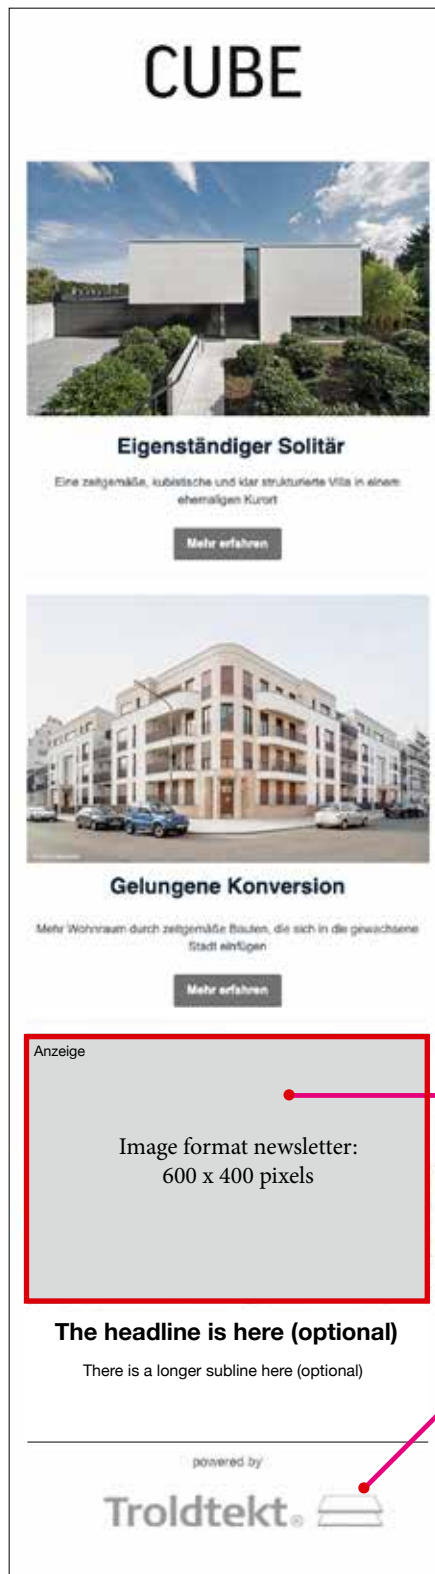 CUBE
Eigenständiger Solitär
Eine zeitgemäße, kubistische und klar strukturierte Villa in einem
ehemaligen Kurort
Mehr erfahren
Gelungene Konversion
Mehr Wohnraum durch zeitgemäße Bauten, die sich in die gewachsene
Stadt einfügen
Mehr erfahren
Anzeige
Image format newsletter:
600 x 400 pixels
The headline is here (optional)
There is a longer subline here (optional)
powered by
Troldtekt®